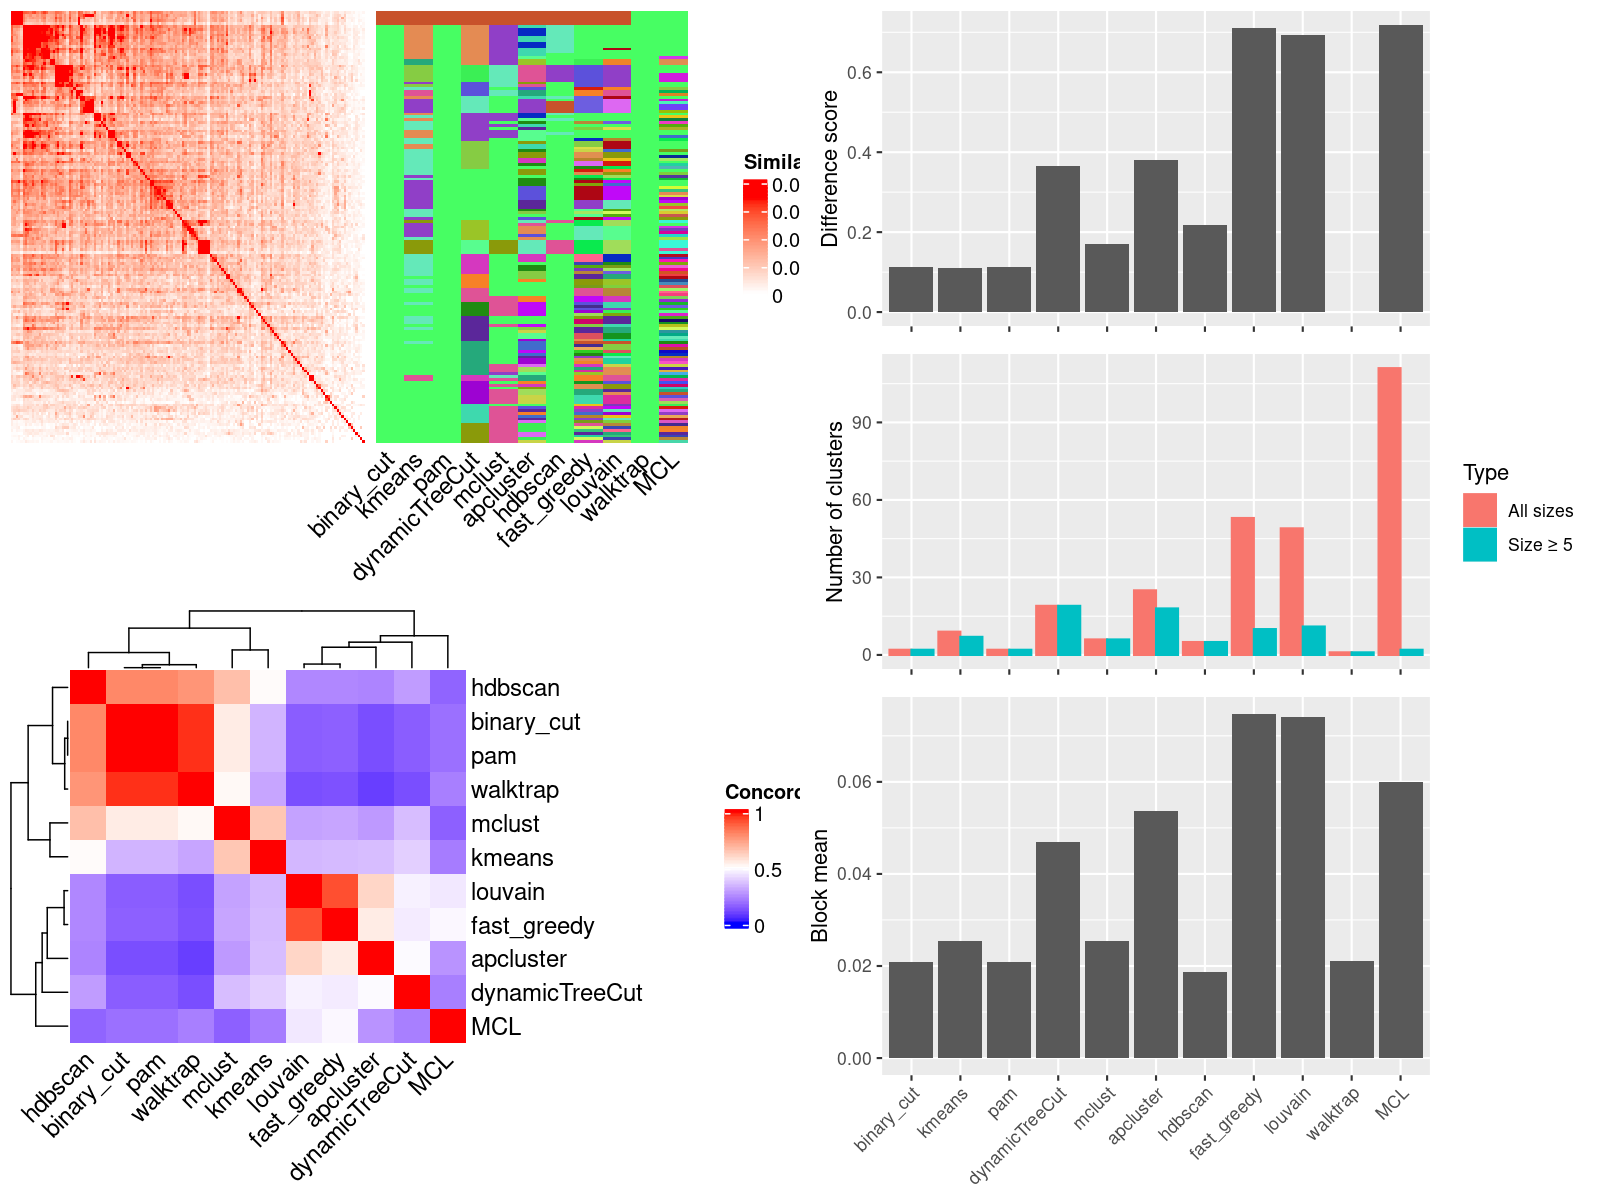 Simila
0.0
0.0
0.0
0.0
0
binary_cut
kmeans
pam
dynamicTreeCut
mclust
apcluster
hdbscan
fast_greedy
louvain
walktrap
MCL
hdbscan
binary_cut
pam
walktrap
mclust
kmeans
louvain
fast_greedy
apcluster
dynamicTreeCut
MCL
hdbscan
binary_cut
pam
walktrap
mclust
kmeans
louvain
fast_greedy
apcluster
dynamicTreeCut
MCL
Concord
1
0.5
0
Difference score
0.6
0.4
0.2
0.0
Number of clusters
90
60
30
0
Type
All sizes
Size ≥ 5
Block mean
0.06
0.04
0.02
0.00
binary_cut
kmeans
pam
dynamicTreeCut
mclust
apcluster
hdbscan
fast_greedy
louvain
walktrap
MCL